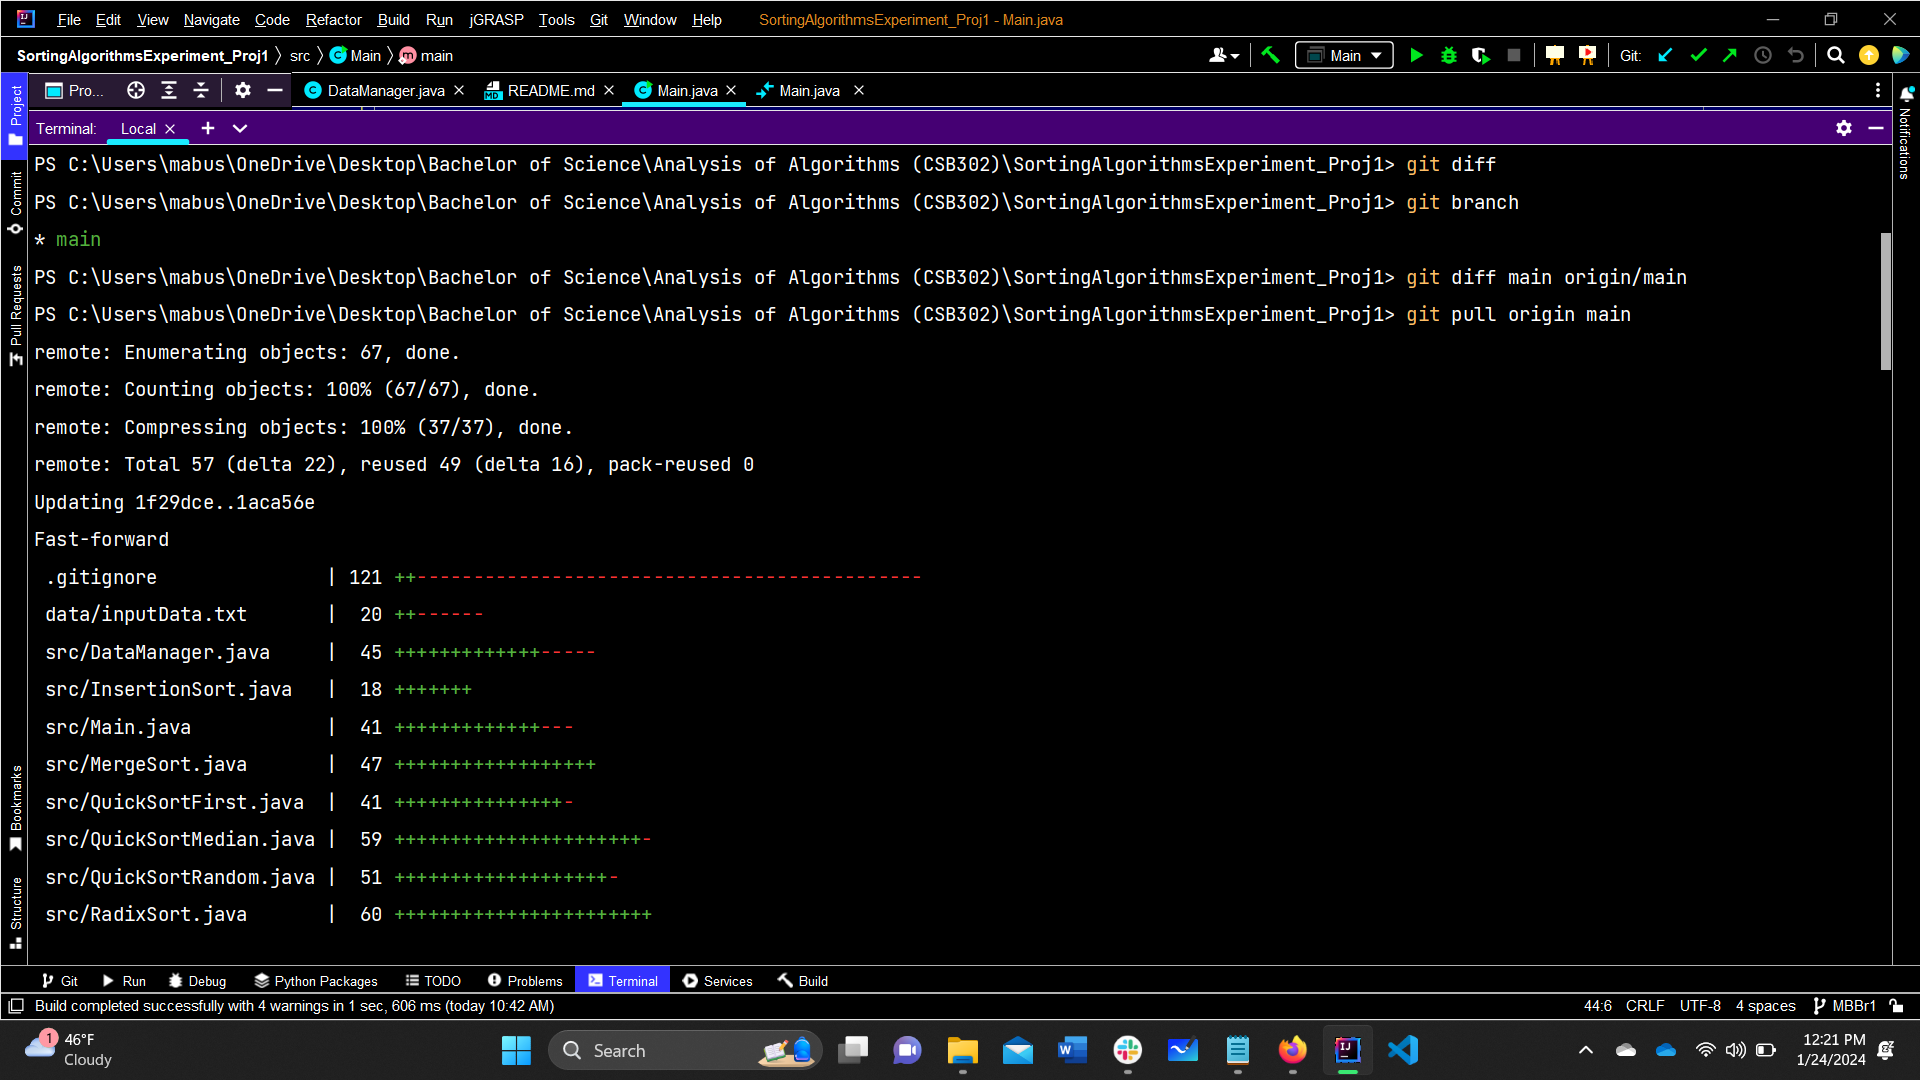 File Edit View Navigate Code Refactor Build Run jGRASP Tools Git Window Help SortingAlgorithmsExperiment_Proj1 - Main.java
SortingAlgorithmsExperiment_Proj1 src Main main Main Git:
Pro... DataManager.java README.md Main.java Main.java
Terminal: Local
Project
Commit
Pull Requests
Bookmarks
Structure
Notifications
PS C:\Users\mabus\OneDrive\Desktop\Bachelor of Science\Analysis of Algorithms (CSB302)\SortingAlgorithmsExperiment_Proj1> git diff
PS C:\Users\mabus\OneDrive\Desktop\Bachelor of Science\Analysis of Algorithms (CSB302)\SortingAlgorithmsExperiment_Proj1> git branch
* main
PS C:\Users\mabus\OneDrive\Desktop\Bachelor of Science\Analysis of Algorithms (CSB302)\SortingAlgorithmsExperiment_Proj1> git diff main origin/main
PS C:\Users\mabus\OneDrive\Desktop\Bachelor of Science\Analysis of Algorithms (CSB302)\SortingAlgorithmsExperiment_Proj1> git pull origin main
remote: Enumerating objects: 67, done.
remote: Counting objects: 100% (67/67), done.
remote: Compressing objects: 100% (37/37), done.
remote: Total 57 (delta 22), reused 49 (delta 16), pack-reused 0
Updating 1f29dce..1aca56e
Fast-forward
.gitignore | 121 ++---------------------------------------------
data/inputData.txt | 20 ++------
src/DataManager.java | 45 +++++++++++++-----
src/InsertionSort.java | 18 +++++++
src/Main.java | 41 +++++++++++++---
src/MergeSort.java | 47 ++++++++++++++++++
src/QuickSortFirst.java | 41 +++++++++++++++-
src/QuickSortMedian.java | 59 ++++++++++++++++++++++-
src/QuickSortRandom.java | 51 +++++++++++++++++++-
src/RadixSort.java | 60 +++++++++++++++++++++++
Git Run Debug Python Packages TODO Problems Terminal Services Build
Build completed successfully with 4 warnings in 1 sec, 606 ms (today 10:42 AM) 44:6 CRLF UTF-8 4 spaces MBBr1
1 46°F
Cloudy
Search
12:21 PM
1/24/2024